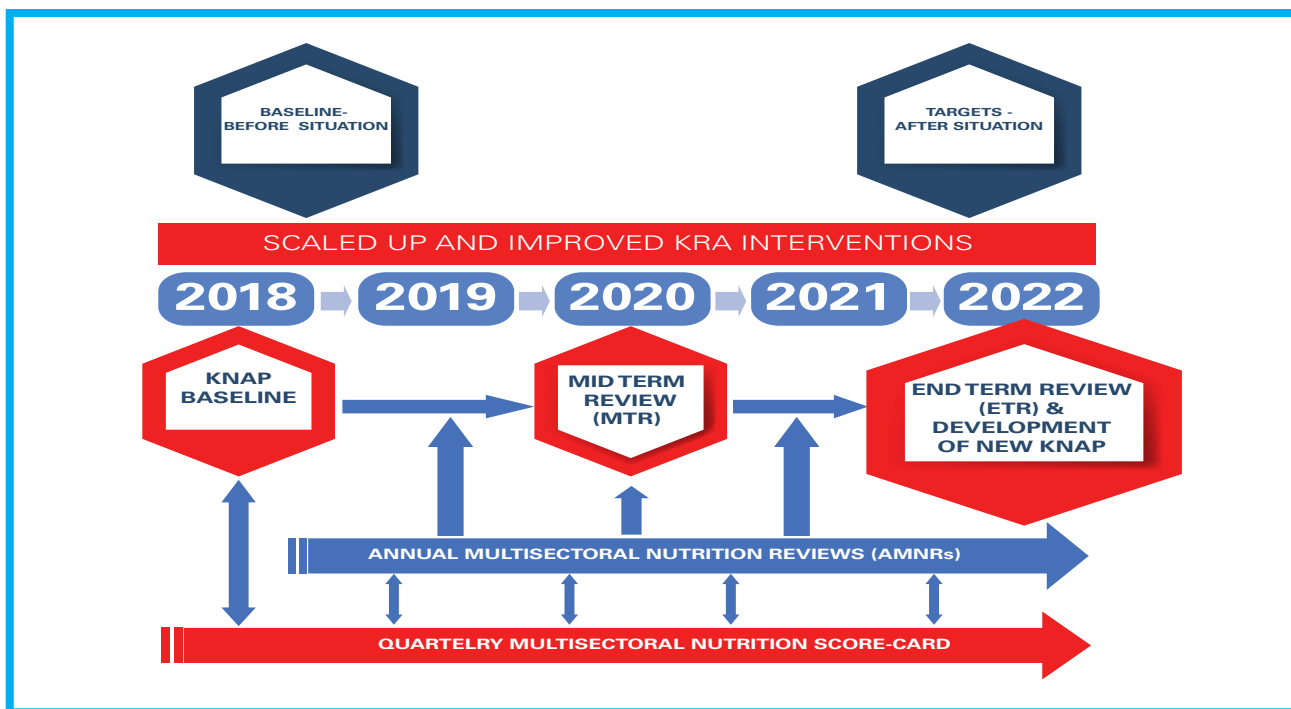 BASELINE-
BEFORE SITUATION
TARGETS -
AFTER SITUATION
SCALED UP AND IMPROVED KRA INTERVENTIONS
2018
2019
2020
2021
2022
KNAP
BASELINE
MID TERM
REVIEW
(MTR)
END TERM REVIEW
(ETR) &
DEVELOPMENT
OF NEW KNAP
ANNUAL MULTISECTORAL NUTRITION REVIEWS (AMNRs)
QUARTELRY MULTISECTORAL NUTRITION SCORE-CARD